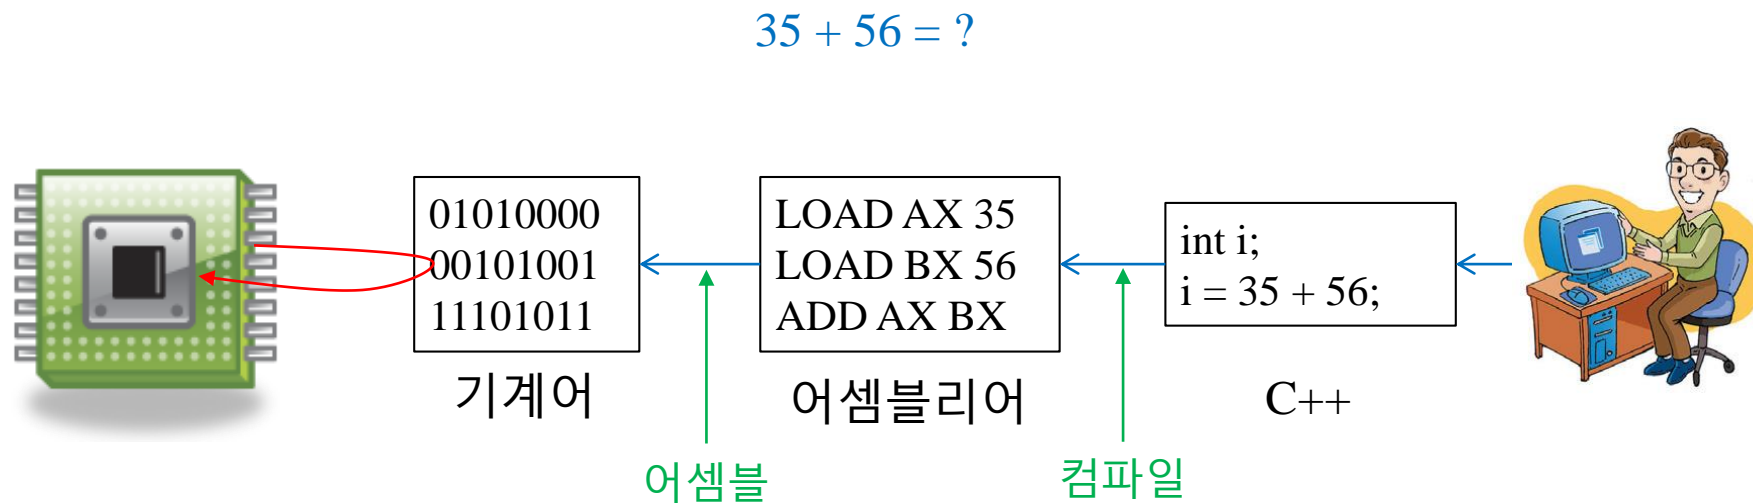 35 + 56 = ?
01010000
00101001
11101011
기계어
LOAD AX 35
LOAD BX 56
ADD AX BX
어셈블리어
int i;
i = 35 + 56;
C++
어셈블
컴파일